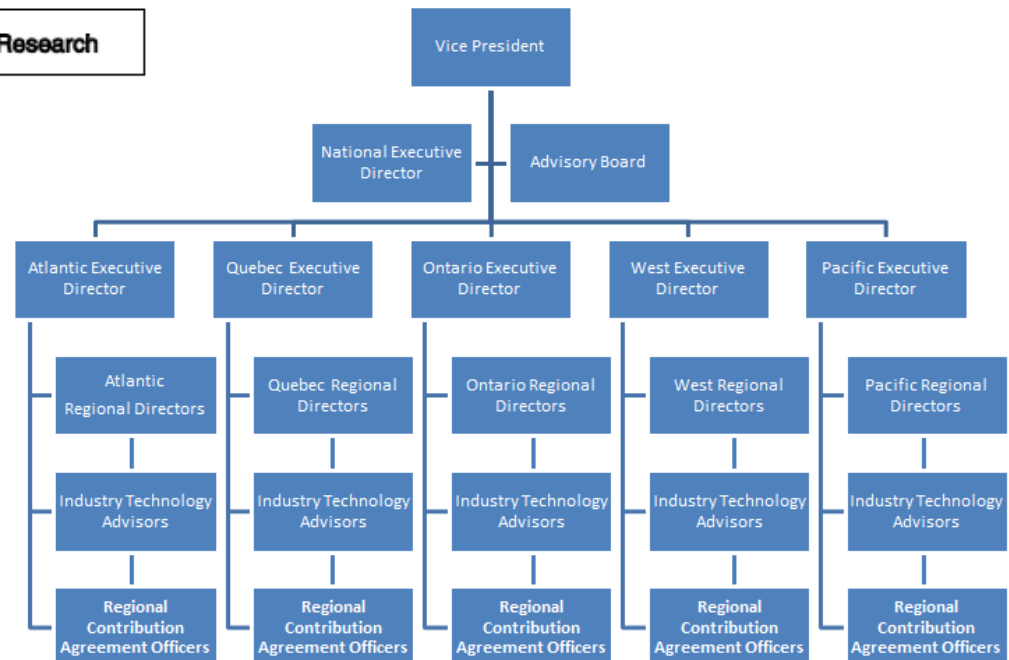 Research
Vice President
National Executive
Director
Advisory Board
Atlantic Executive
Director
Quebec Executive
Director
Ontario Executive
Director
West Executive
Director
Pacific Executive
Director
Atlantic
Regional Directors
Quebec Regional
Directors
Ontario Regional
Directors
West Regional
Directors
Pacific Regional
Directors
Industry Technology
Advisors
Industry Technology
Advisors
Industry Technology
Advisors
Industry Technology
Advisors
Industry Technology
Advisors
Regional
Contribution
Agreement Officers
Regional
Contribution
Agreement Officers
Regional
Contribution
Agreement Officers
Regional
Contribution
Agreement Officers
Regional
Contribution
Agreement Officers